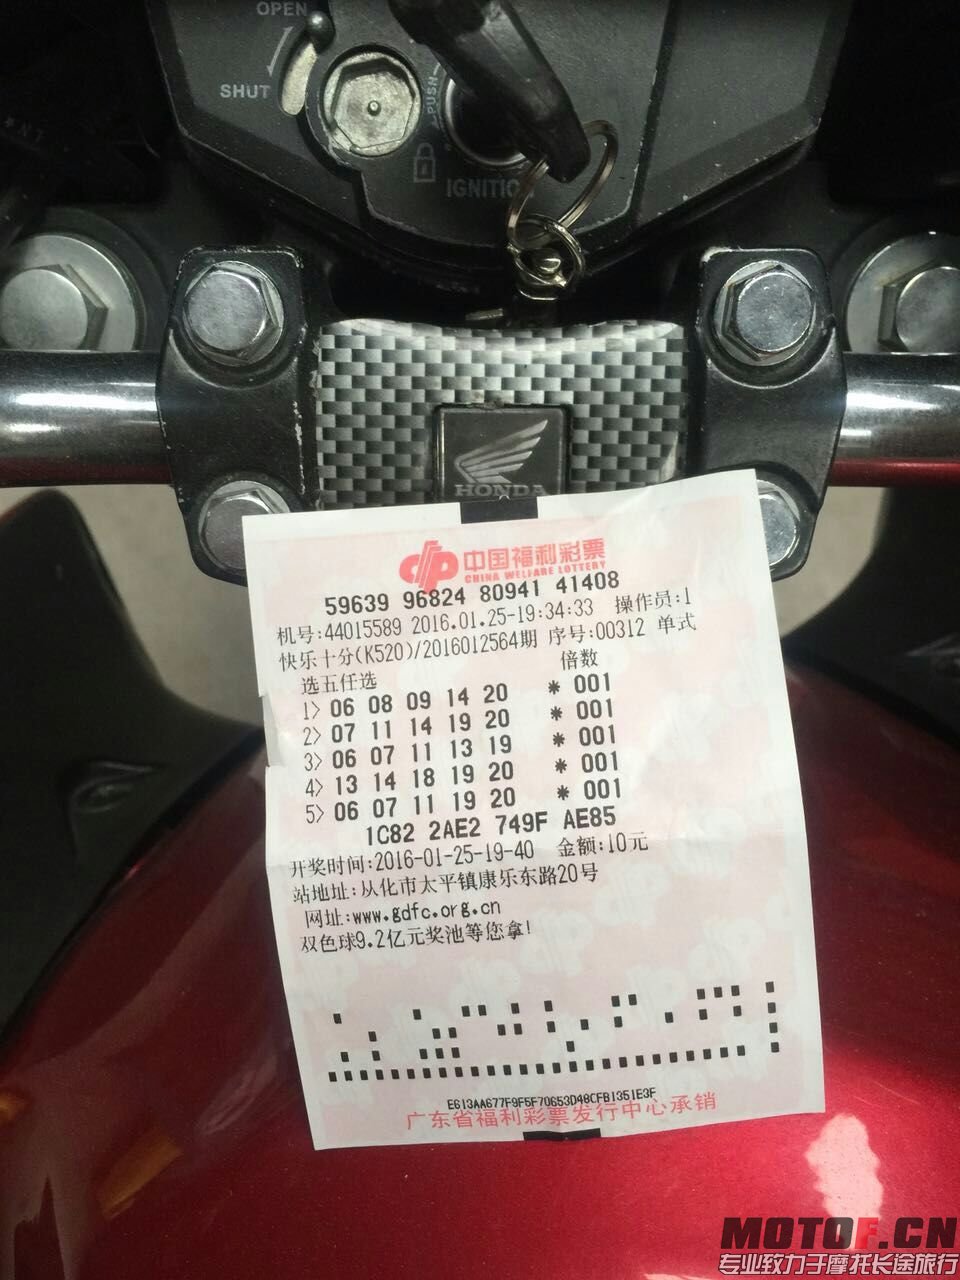 OPEN
SHUT
PUSH
IGNITIO
HONDA
中国福利彩票
CHINA WELFARE LOTTERY
59639 96824 80941 41408
机号:44015589 2016.01.25-19:34:33 操作员:1
快乐十分(K520)/2016012564期 序号:00312 单式
选五任选 倍数
1> 06 08 09 14 20 * 001
2> 07 11 14 19 20 * 001
3> 06 07 11 13 19 * 001
4> 13 14 18 19 20 * 001
5> 06 07 11 19 20 * 001
1C82 2AE2 749F AE85
开奖时间:2016-01-25-19-40 金额:10元
站地址:从化市太平镇康乐东路20号
网址:www.gdfc.org.cn
双色球9.2亿元奖池等您拿!
E613AA677F9F5F70653D48CFB1351E3F
广东省福利彩票发行中心承销
MOTOF.CN
专业致力于摩托长途旅行